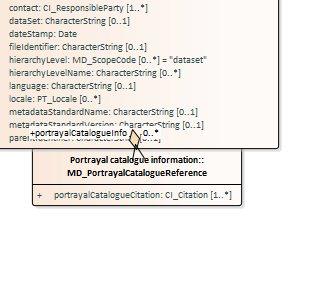 contact: CI_ResponsibleParty [1..*]
dataSet: CharacterString [0..1]
dateStamp: Date
fileIdentifier: CharacterString [0..1]
hierarchyLevel: MD_ScopeCode [0..*] = "dataset"
hierarchyLevelName: CharacterString [0..*]
language: CharacterString [0..1]
locale: PT_Locale [0..*]
metadataStandardName: CharacterString [0..1]
metadataStandardVersion: CharacterString [0..1]
+portrayalCatalogueInfo 0..*
Portrayal catalogue information::
MD_PortrayalCatalogueReference
+ portrayalCatalogueCitation: CI_Citation [1..*]